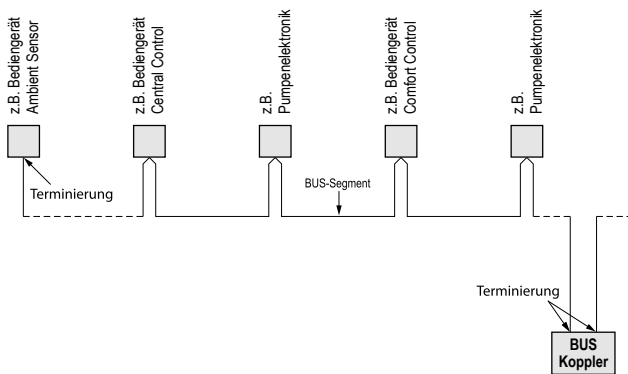 z.B. Bediengerät
Ambient Sensor
z.B. Bediengerät
Central Control
z.B.
Pumpenelektronik
z.B. Bediengerät
Comfort Control
z.B.
Pumpenelektronik
Terminierung
BUS-Segment
Terminierung
BUS
Koppler